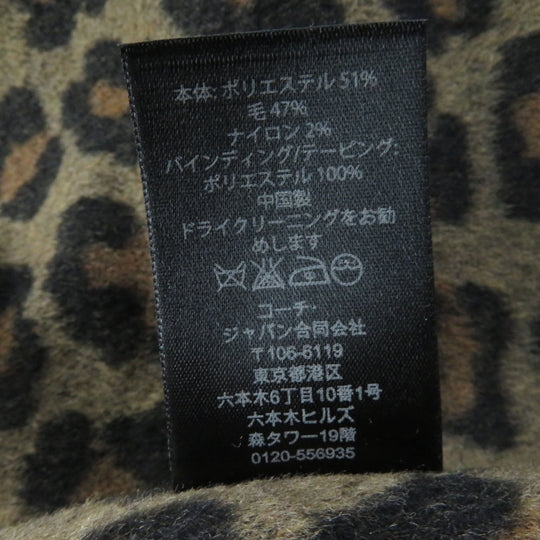 本体: ポリエステル 51%
毛 47%
ナイロン 2%
バインディング/テーピング:
ポリエステル 100%
中国製
ドライクリーニングをお勧
めします
コーチ・
ジャパン合同会社
〒106-6119
東京都港区
六本木6丁目10番1号
六本木ヒルズ
森タワー19階
0120-556935